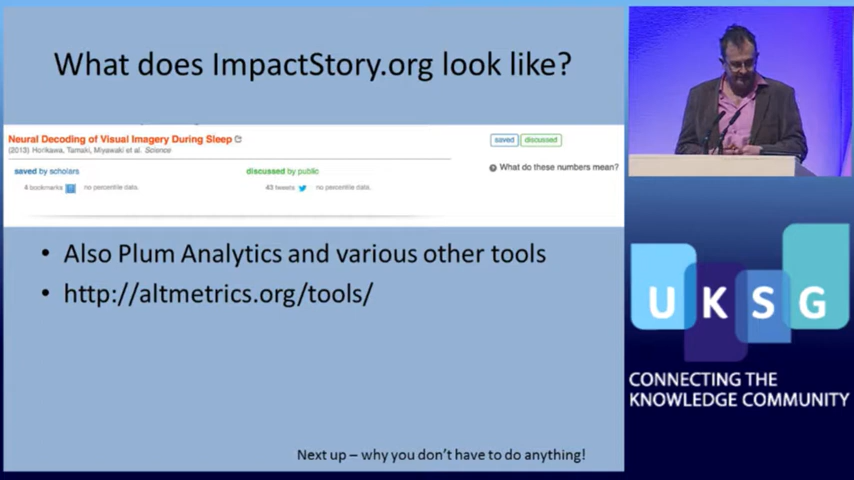 What does ImpactStory.org look like?
Neural Decoding of Visual Imagery During Sleep
(2013) Horikawa, Tamaki, Miyawaki et al. Science
saved discussed
What do these numbers mean?
saved by scholars
discussed by public
4 bookmarks no percentile data.
43 tweets no percentile data.
• Also Plum Analytics and various other tools
• http://altmetrics.org/tools/
Next up – why you don't have to do anything!
UKSG
CONNECTING THE
KNOWLEDGE COMMUNITY